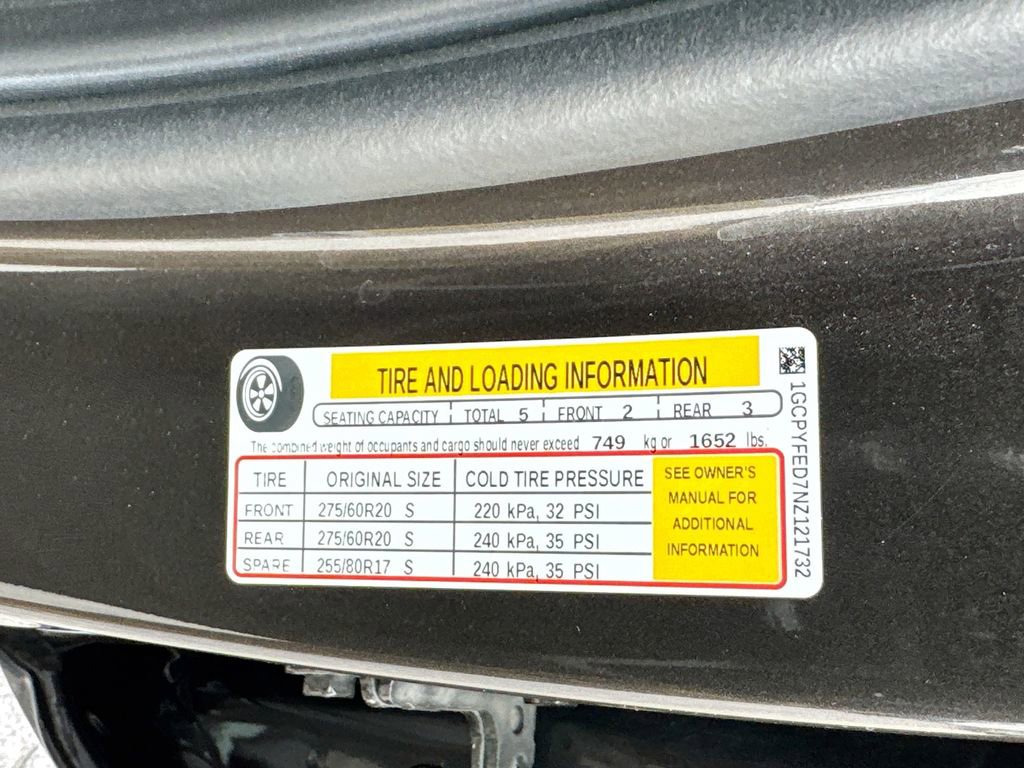 TIRE AND LOADING INFORMATION
SEATING CAPACITY TOTAL 5 FRONT 2 REAR 3
The combined weight of occupants and cargo should never exceed 749 kg or 1652 lbs.
TIRE ORIGINAL SIZE COLD TIRE PRESSURE
FRONT 275/60R20 S 220 kPa, 32 PSI
REAR 275/60R20 S 240 kPa, 35 PSI
SPARE 255/80R17 S 240 kPa, 35 PSI
SEE OWNER'S
MANUAL FOR
ADDITIONAL
INFORMATION
1GCPYFED7NZ121732